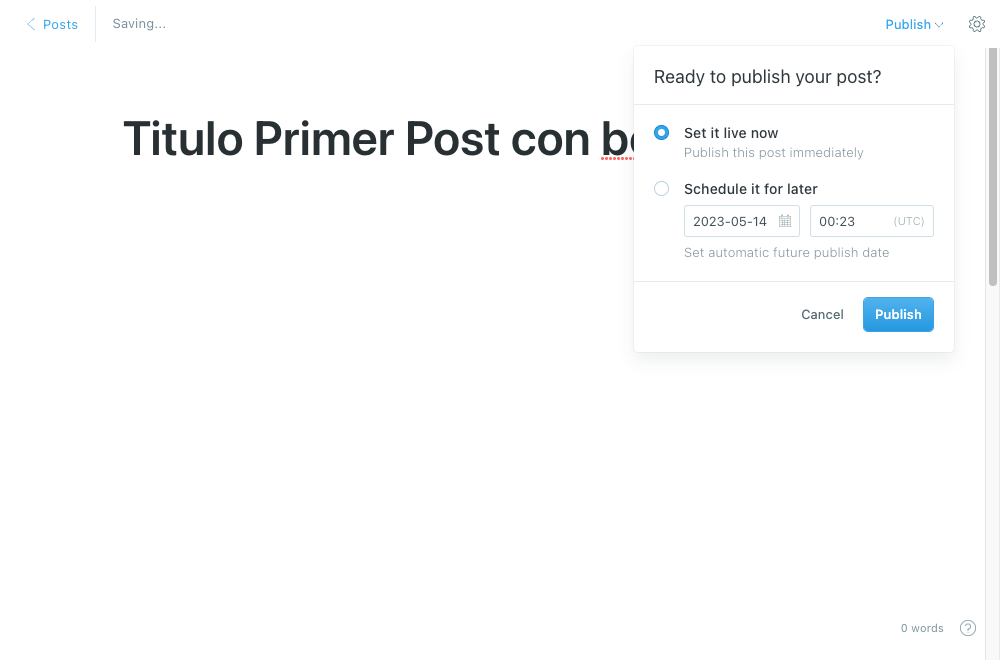 Posts
Saving...
Publish
Ready to publish your post?
Titulo Primer Post con
Set it live now
Publish this post immediately
Schedule it for later
2023-05-14
00:23
(UTC)
Set automatic future publish date
Cancel
Publish
0 words
?